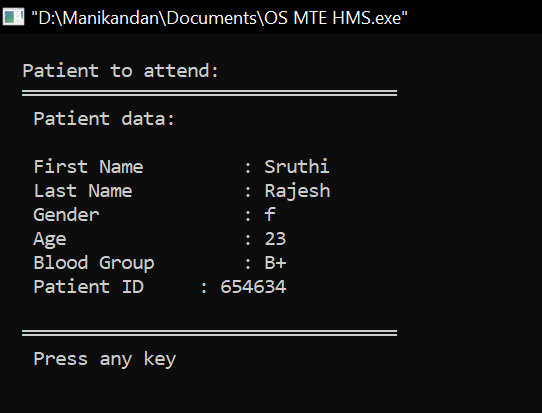 "D:\Manikandan\Documents\OS MTE HMS.exe"
Patient to attend:
Patient data:
First Name : Sruthi
Last Name : Rajesh
Gender : f
Age : 23
Blood Group : B+
Patient ID : 654634
Press any key